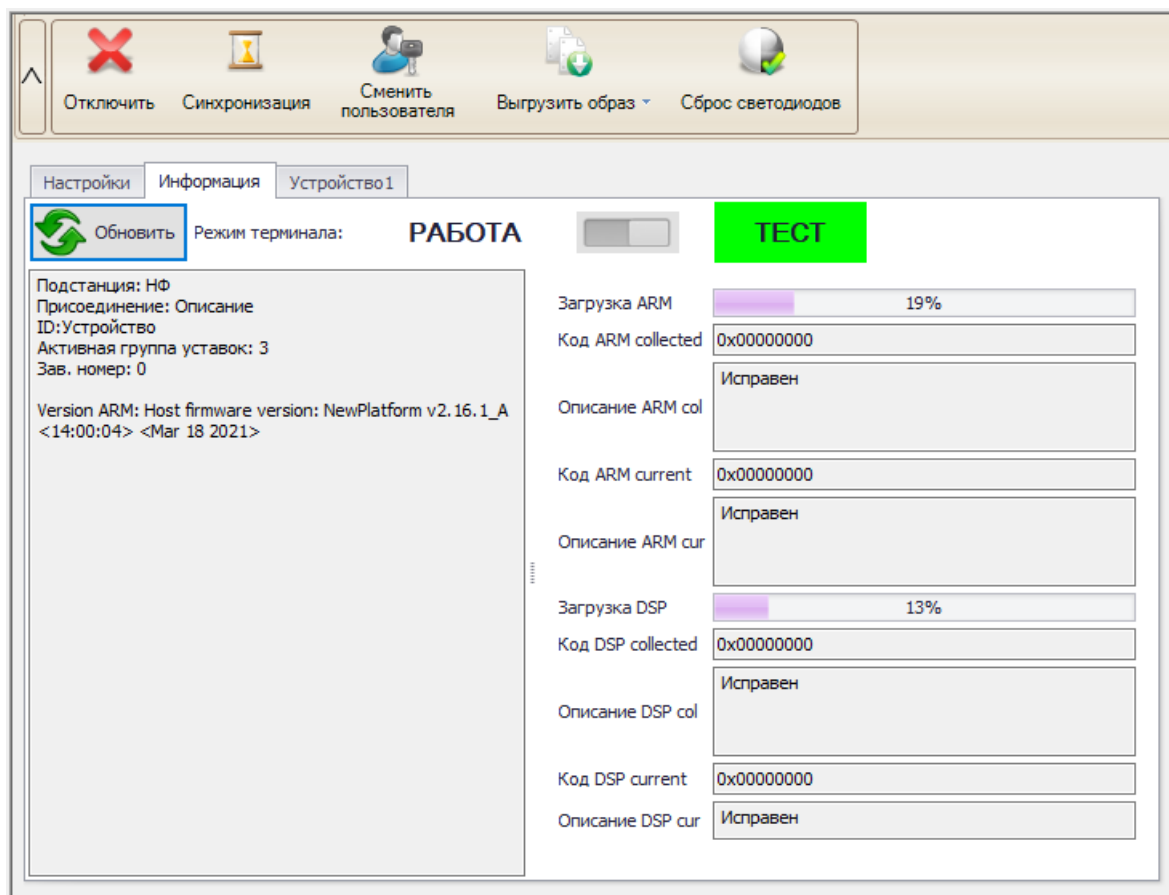 Отключить
Синхронизация
Сменить
пользователя
Выгрузить образ
Сброс светодиодов
Настройки
Информация
Устройство1
Обновить
Режим терминала:
РАБОТА
ТЕСТ
Подстанция: НФ
Присоединение: Описание
ID:Устройство
Активная группа уставок: 3
Зав. номер: 0
Version ARM: Host firmware version: NewPlatform v2.16.1_A
<14:00:04> <Mar 18 2021>
Загрузка ARM
19%
Код ARM collected
0x00000000
Описание ARM col
Исправен
Код ARM current
0x00000000
Описание ARM cur
Исправен
Загрузка DSP
13%
Код DSP collected
0x00000000
Описание DSP col
Исправен
Код DSP current
0x00000000
Описание DSP cur
Исправен